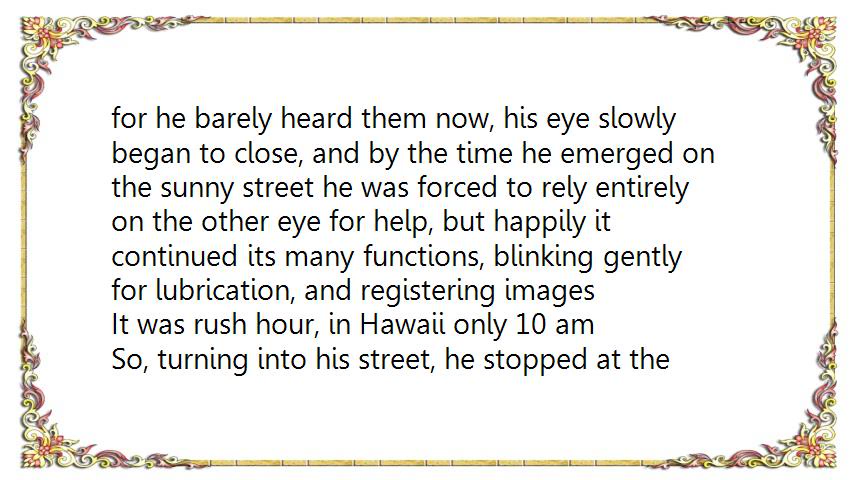 for he barely heard them now, his eye slowly
began to close, and by the time he emerged on
the sunny street he was forced to rely entirely
on the other eye for help, but happily it
continued its many functions, blinking gently
for lubrication, and registering images
It was rush hour, in Hawaii only 10 am
So, turning into his street, he stopped at the